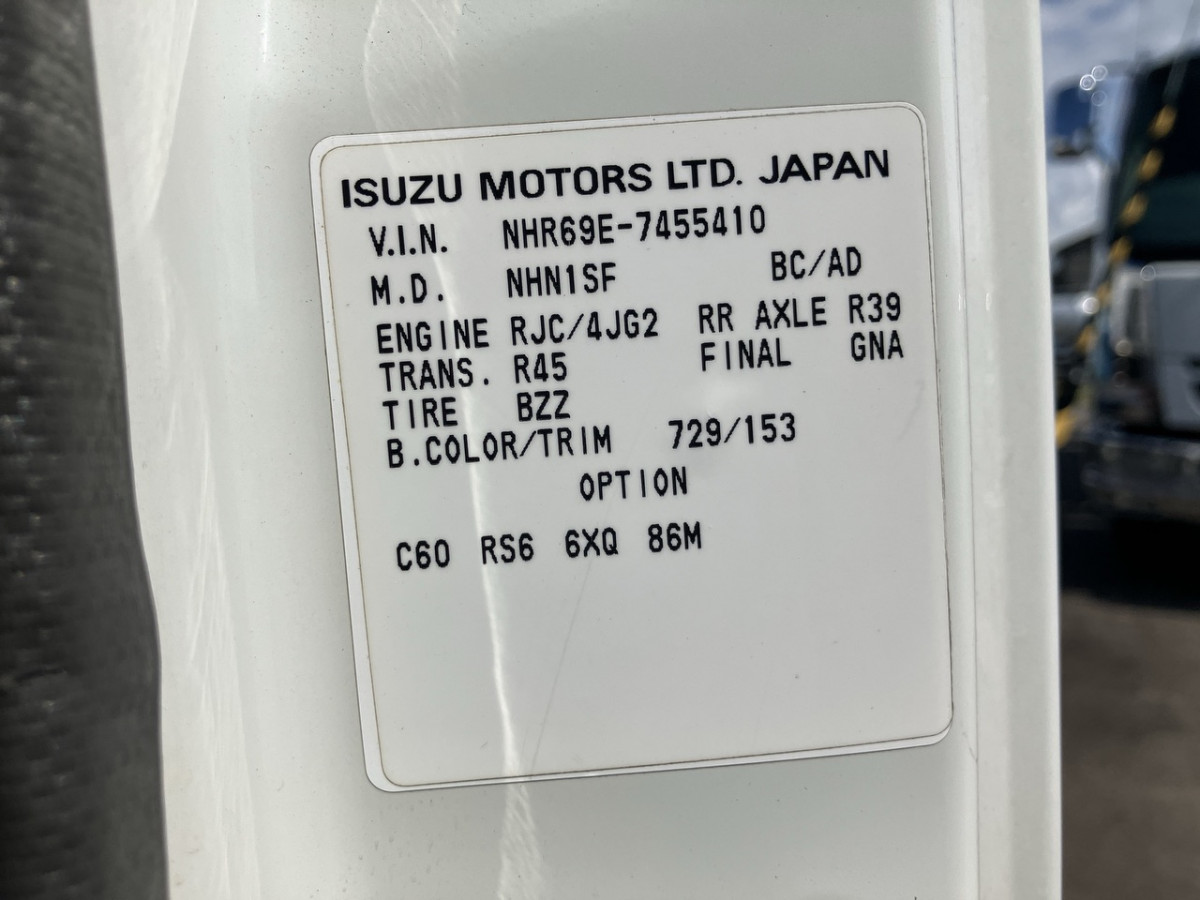 ISUZU MOTORS LTD. JAPAN
V.I.N. NHR69E-7455410
M.D. NHN1SF BC/AD
ENGINE RJC/4JG2 RR AXLE R39
TRANS. R45 FINAL GNA
TIRE BZZ
B.COLOR/TRIM 729/153
OPTION
C60 RS6 6XQ 86M